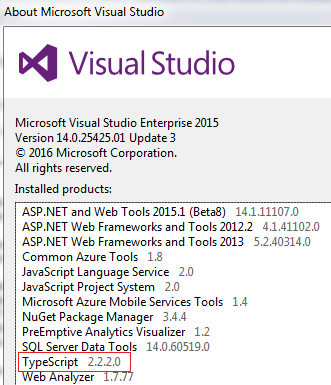 About Microsoft Visual Studio
Visual Studio
Microsoft Visual Studio Enterprise 2015
Version 14.0.25425.01 Update 3
© 2016 Microsoft Corporation.
All rights reserved.
Installed products:
ASP.NET and Web Tools 2015.1 (Beta8) 14.1.11107.0
ASP.NET Web Frameworks and Tools 2012.2 4.1.41102.0
ASP.NET Web Frameworks and Tools 2013 5.2.40314.0
Common Azure Tools 1.8
JavaScript Language Service 2.0
JavaScript Project System 2.0
Microsoft Azure Mobile Services Tools 1.4
NuGet Package Manager 3.4.4
PreEmptive Analytics Visualizer 1.2
SQL Server Data Tools 14.0.60519.0
TypeScript 2.2.2.0
Web Analyzer 1.7.77